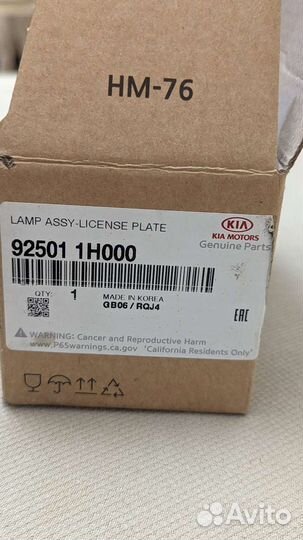 HM-76
LAMP ASSY-LICENSE PLATE
KIA
KIA MOTORS
Genuine Parts
92501 1H000
QTY: 1
MADE IN KOREA
GB06 / RQJ4
EAC
WARNING: Cancer and Reproductive Harm
www.P65warnings.ca.gov 'California Residents Only'
Avito